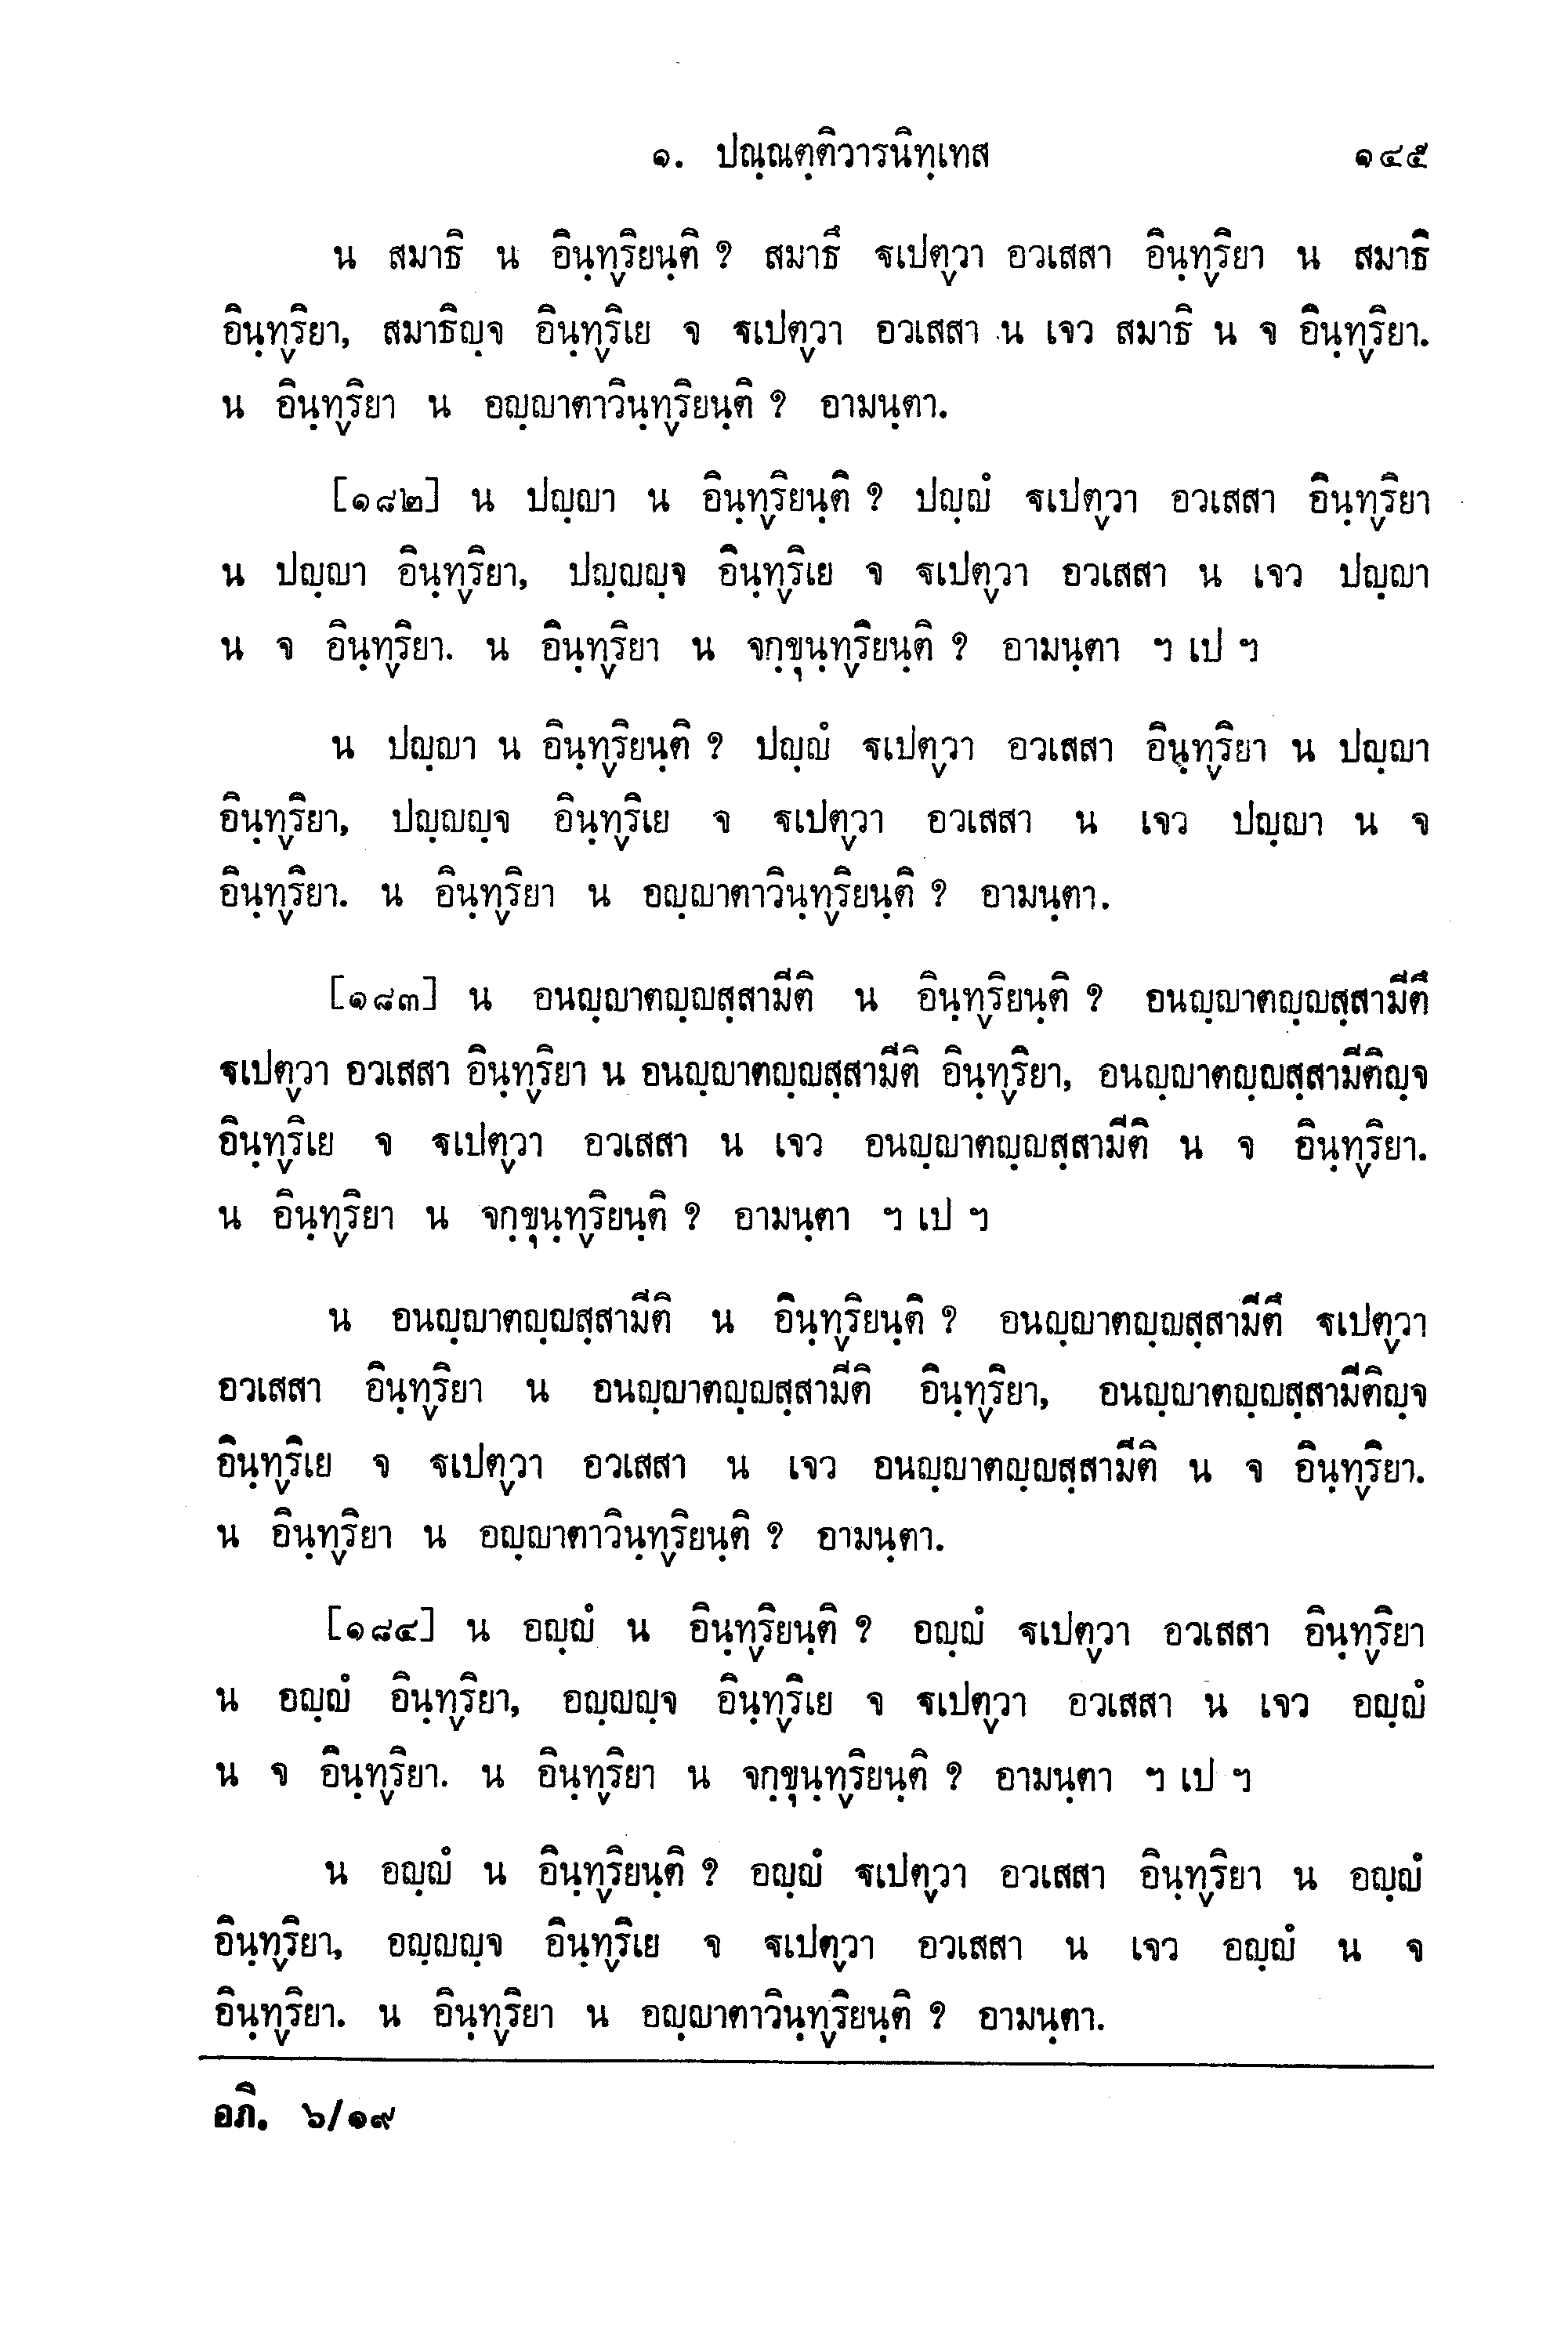 ๑. ปณฺณตฺติวารนิทฺเทส ๑๔๕
น สมาธิ น อินฺท๎ริยนฺติ ? สมาธึ ฐเปต๎วา อวเสสา อินฺท๎ริยา น สมาธิ
อินฺท๎ริยา, สมาธิญฺจ อินฺท๎ริเย จ ฐเปต๎วา อวเสสา น เจว สมาธิ น จ อินฺท๎ริยา.
น อินฺท๎ริยา น อญฺญาตาวินฺท๎ริยนฺติ ? อามนฺตา.
[๑๘๒] น ปญฺญา น อินฺท๎ริยนฺติ ? ปญฺญํ ฐเปต๎วา อวเสสา อินฺท๎ริยา
น ปญฺญา อินฺท๎ริยา, ปญฺญญฺจ อินฺท๎ริเย จ ฐเปต๎วา อวเสสา น เจว ปญฺญา
น จ อินฺท๎ริยา. น อินฺท๎ริยา น จกฺขุนฺท๎ริยนฺติ ? อามนฺตา ฯ เป ฯ
น ปญฺญา น อินฺท๎ริยนฺติ ? ปญฺญํ ฐเปต๎วา อวเสสา อินฺท๎ริยา น ปญฺญา
อินฺท๎ริยา, ปญฺญญฺจ อินฺท๎ริเย จ ฐเปต๎วา อวเสสา น เจว ปญฺญา น จ
อินฺท๎ริยา. น อินฺท๎ริยา น อญฺญาตาวินฺท๎ริยนฺติ ? อามนฺตา.
[๑๘๓] น อนญฺญาตญฺญสฺสามีติ น อินฺท๎ริยนฺติ ? อนญฺญาตญฺญสฺสามีตึ
ฐเปต๎วา อวเสสา อินฺท๎ริยา น อนญฺญาตญฺญสฺสามีติ อินฺท๎ริยา, อนญฺญาตญฺญสฺสามีติญฺจ
อินฺท๎ริเย จ ฐเปต๎วา อวเสสา น เจว อนญฺญาตญฺญสฺสามีติ น จ อินฺท๎ริยา.
น อินฺท๎ริยา น จกฺขุนฺท๎ริยนฺติ ? อามนฺตา ฯ เป ฯ
น อนญฺญาตญฺญสฺสามีติ น อินฺท๎ริยนฺติ ? อนญฺญาตญฺญสฺสามีตึ ฐเปต๎วา
อวเสสา อินฺท๎ริยา น อนญฺญาตญฺญสฺสามีติ อินฺท๎ริยา, อนญฺญาตญฺญสฺสามีติญฺจ
อินฺท๎ริเย จ ฐเปต๎วา อวเสสา น เจว อนญฺญาตญฺญสฺสามีติ น จ อินฺท๎ริยา.
น อินฺท๎ริยา น อญฺญาตาวินฺท๎ริยนฺติ ? อามนฺตา.
[๑๘๔] น อญฺญํ น อินฺท๎ริยนฺติ ? อญฺญํ ฐเปต๎วา อวเสสา อินฺท๎ริยา
น อญฺญํ อินฺท๎ริยา, อญฺญญฺจ อินฺท๎ริเย จ ฐเปต๎วา อวเสสา น เจว อญฺญํ
น จ อินฺท๎ริยา. น อินฺท๎ริยา น จกฺขุนฺท๎ริยนฺติ ? อามนฺตา ฯ เป ฯ
น อญฺญํ น อินฺท๎ริยนฺติ ? อญฺญํ ฐเปต๎วา อวเสสา อินฺท๎ริยา น อญฺญํ
อินฺท๎ริยา, อญฺญญฺจ อินฺท๎ริเย จ ฐเปต๎วา อวเสสา น เจว อญฺญํ น จ
อินฺท๎ริยา. น อินฺท๎ริยา น อญฺญาตาวินฺท๎ริยนฺติ ? อามนฺตา.
อภิ. ๖/๑๙